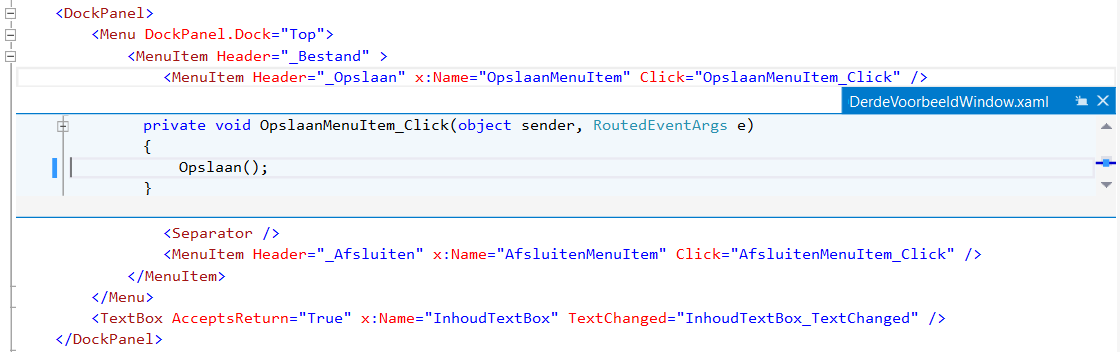 <DockPanel>
<Menu DockPanel.Dock="Top">
<MenuItem Header="_Bestand" >
<MenuItem Header="_Opslaan" x:Name="OpslaanMenuItem" Click="OpslaanMenuItem_Click" />
DerdeVoorbeeldWindow.xaml
private void OpslaanMenuItem_Click(object sender, RoutedEventArgs e)
{
Opslaan();
}
<Separator />
<MenuItem Header="_Afsluiten" x:Name="AfsluitenMenuItem" Click="AfsluitenMenuItem_Click" />
</MenuItem>
</Menu>
<TextBox AcceptsReturn="True" x:Name="InhoudTextBox" TextChanged="InhoudTextBox_TextChanged" />
</DockPanel>